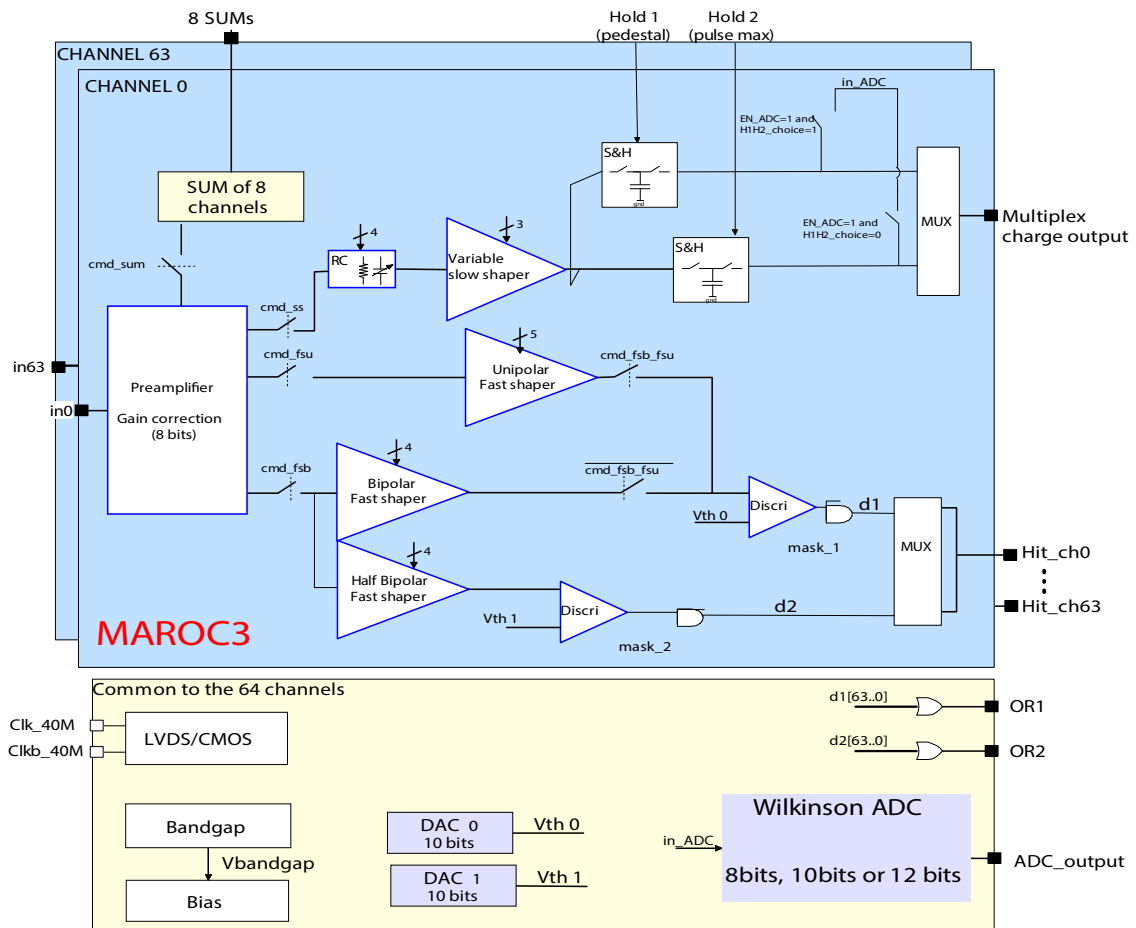 8 SUMs
Hold 1
(pedestal)
Hold 2
(pulse max)
CHANNEL 63
CHANNEL 0
in_ADC
EN_ADC=1 and
H1H2_choice=1
S&H
gnd
SUM of 8
channels
3
4
EN_ADC=1 and
H1H2_choice=0
MUX
Multiplex
charge output
cmd_sum
RC
Variable
slow shaper
S&H
gnd
cmd_ss
5
cmd_fsu
cmd_fsb_fsu
in63
Unipolar
Fast shaper
Preamplifier
in0
Gain correction
(8 bits)
4
cmd_fsb
cmd_fsb_fsu
Bipolar
Fast shaper
Discri
d1
Vth 0
mask_1
MUX
4
Hit_ch0
Half Bipolar
Fast shaper
Discri
d2
Hit_ch63
Vth 1
MAROC3
mask_2
Common to the 64 channels
d1[63..0]
OR1
Clk_40M
LVDS/CMOS
Clkb_40M
d2[63..0]
OR2
Wilkinson ADC
Bandgap
DAC 0
10 bits
Vth 0
in_ADC
Vbandgap
ADC_output
8bits, 10bits or 12 bits
DAC 1
10 bits
Vth 1
Bias